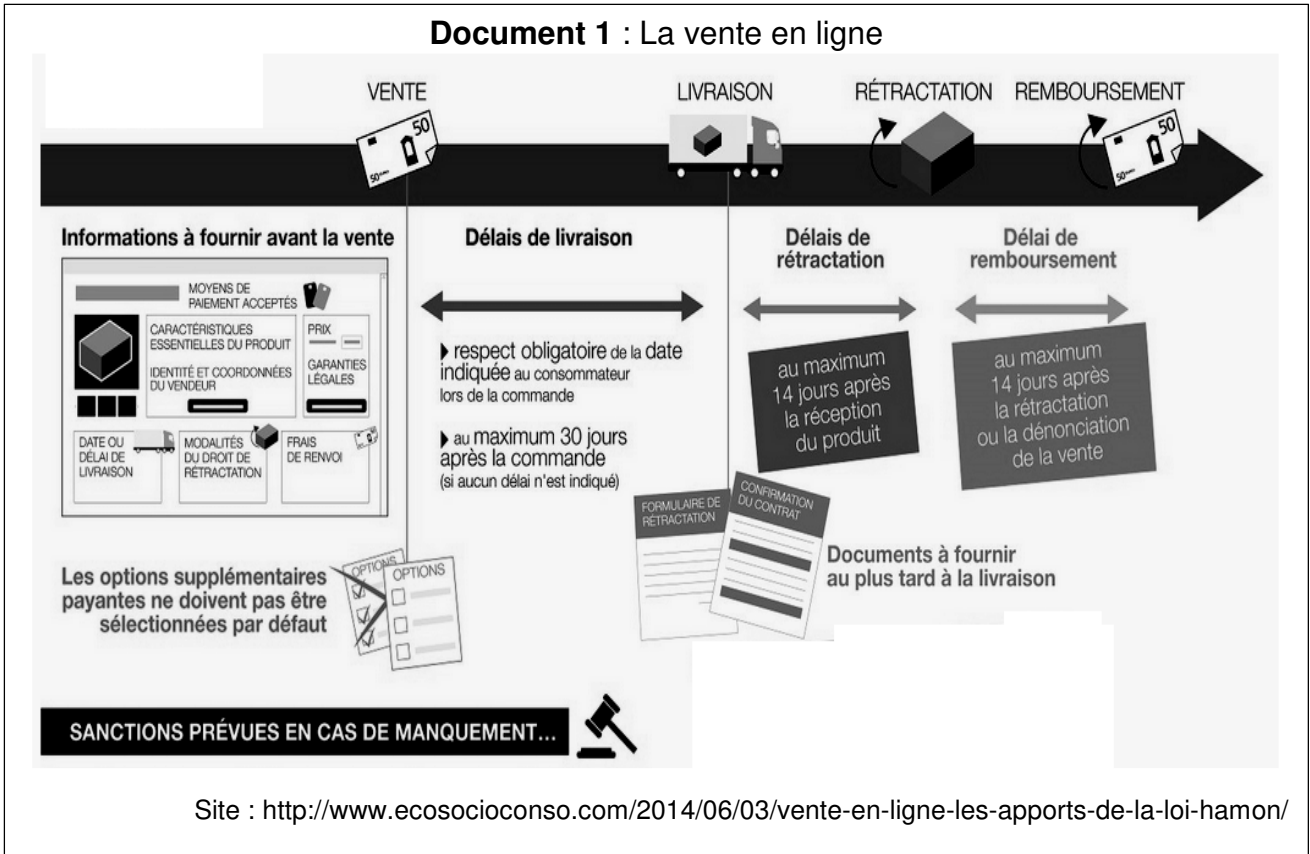 Document 1 : La vente en ligne
VENTE
LIVRAISON
RÉTRACTATION
REMBOURSEMENT
50
50 EURO
50
50 EURO
Informations à fournir avant la vente
MOYENS DE
PAIEMENT ACCEPTÉS
CARACTÉRISTIQUES
ESSENTIELLES DU PRODUIT
IDENTITÉ ET COORDONNÉES
DU VENDEUR
PRIX
GARANTIES
LÉGALES
DATE OU
DÉLAI DE
LIVRAISON
MODALITÉS
DU DROIT DE
RÉTRACTATION
FRAIS
DE RENVOI
Les options supplémentaires
payantes ne doivent pas être
sélectionnées par défaut
OPTIONS
OPTIONS
Délais de livraison
respect obligatoire de la date
indiquée au consommateur
lors de la commande
au maximum 30 jours
après la commande
(si aucun délai n'est indiqué)
Délais de
rétractation
au maximum
14 jours après
la réception
du produit
Délai de
remboursement
au maximum
14 jours après
la rétractation
ou la dénonciation
de la vente
FORMULAIRE DE
RÉTRACTATION
CONFIRMATION
DU CONTRAT
Documents à fournir
au plus tard à la livraison
SANCTIONS PRÉVUES EN CAS DE MANQUEMENT...
Site : http://www.ecosocioconso.com/2014/06/03/vente-en-ligne-les-apports-de-la-loi-hamon/